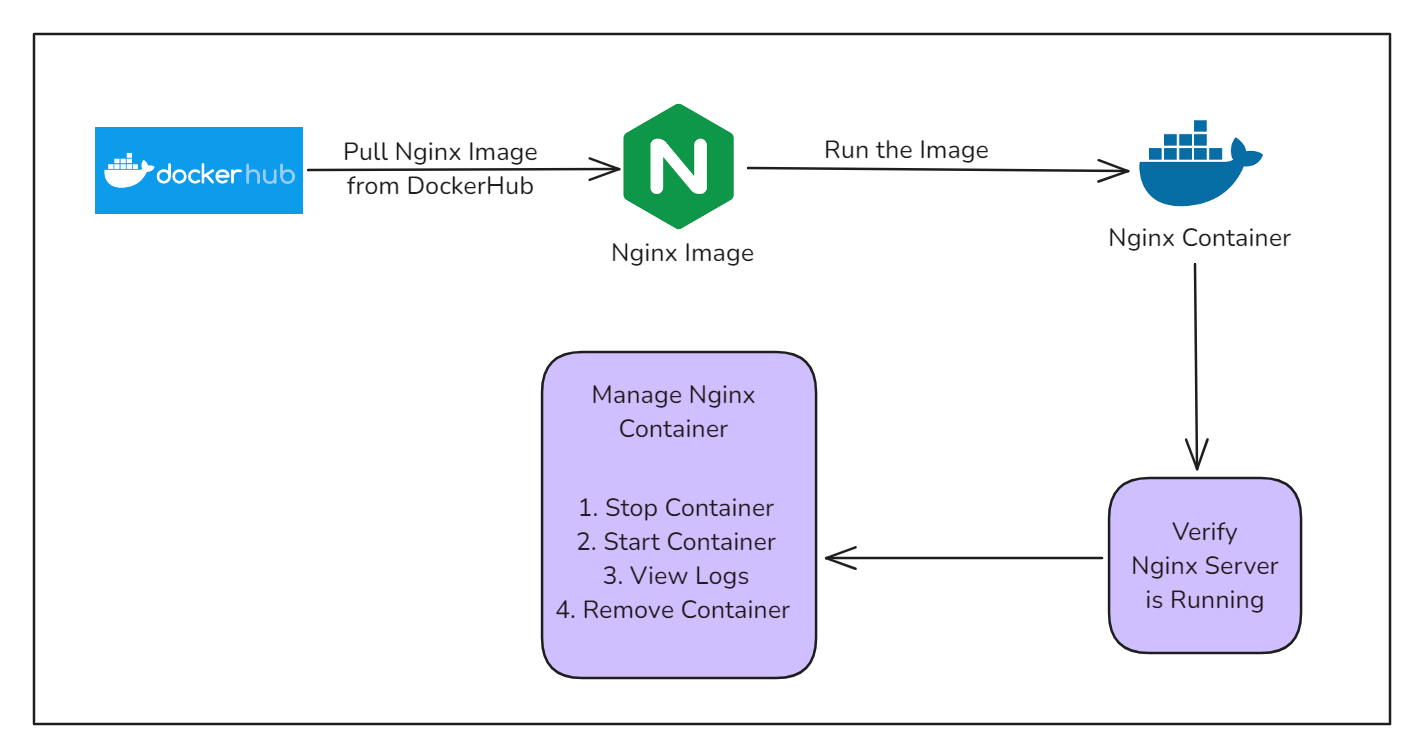 dockerhub
Pull Nginx Image
from DockerHub
N
Nginx Image
Run the Image
Nginx Container
Verify
Nginx Server
is Running
Manage Nginx
Container
1. Stop Container
2. Start Container
3. View Logs
4. Remove Container